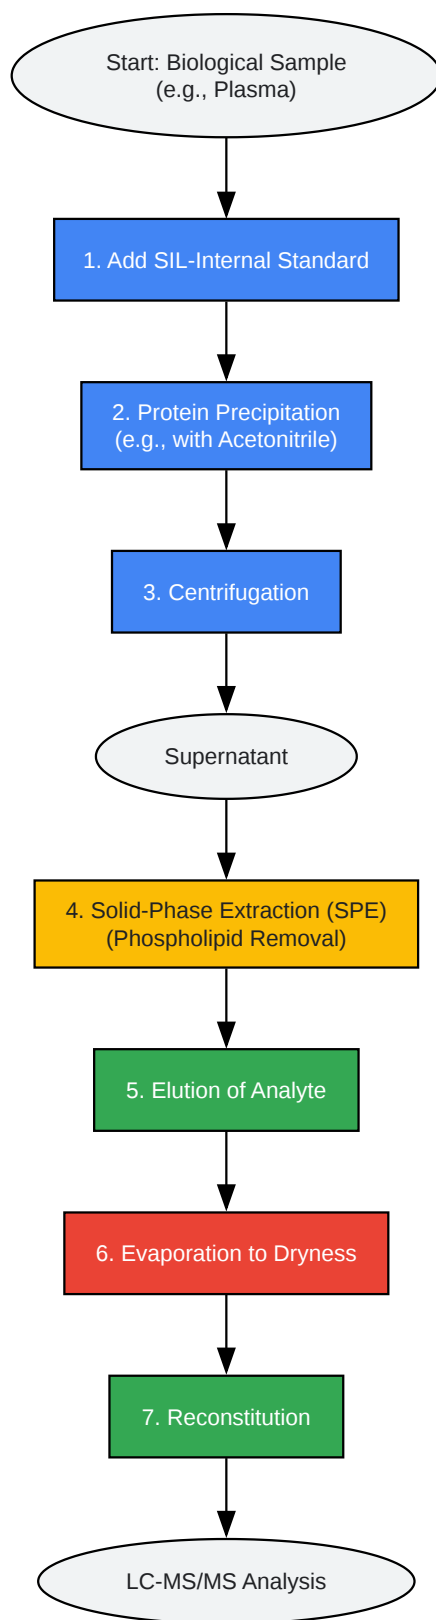 Start: Biological Sample
(e.g., Plasma)
1. Add SIL-Internal Standard
2. Protein Precipitation
(e.g., with Acetonitrile)
3. Centrifugation
Supernatant
4. Solid-Phase Extraction (SPE)
(Phospholipid Removal)
5. Elution of Analyte
6. Evaporation to Dryness
7. Reconstitution
LC-MS/MS Analysis